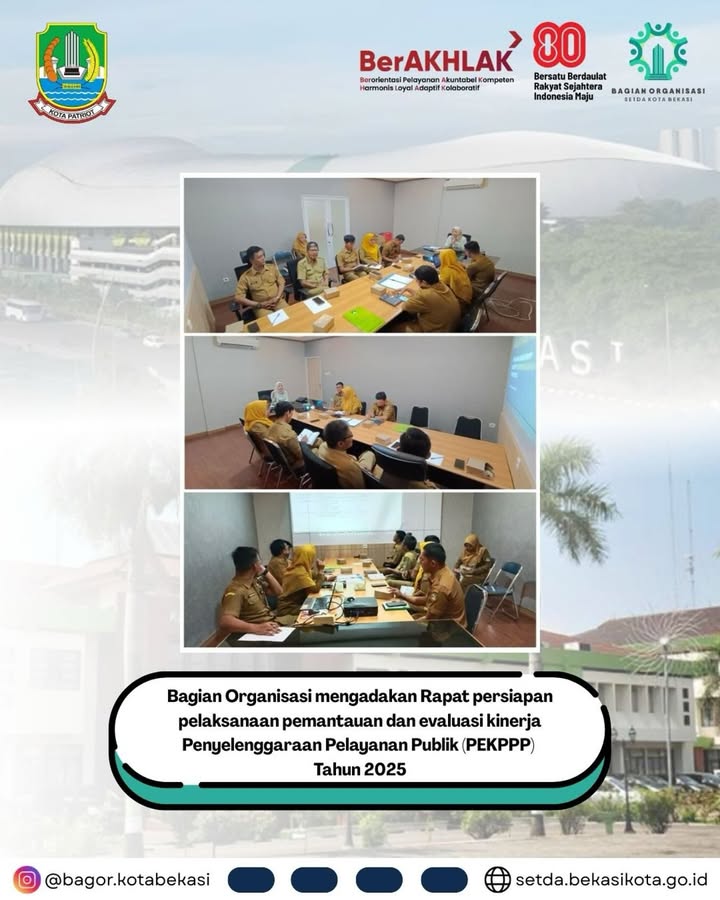 KOTA PATRIOT
BerAKHLAK
Berorientasi Pelayanan Akuntabel Kompeten
Harmonis Loyal Adaptif Kolaboratif
80
Bersatu Berdaulat
Rakyat Sejahtera
Indonesia Maju
BAGIAN ORGANISASI
SETDA KOTA BEKASI
Bagian Organisasi mengadakan Rapat persiapan
pelaksanaan pemantauan dan evaluasi kinerja
Penyelenggaraan Pelayanan Publik (PEKPPP)
Tahun 2025
@bagor.kotabekasi
setda.bekasikota.go.id